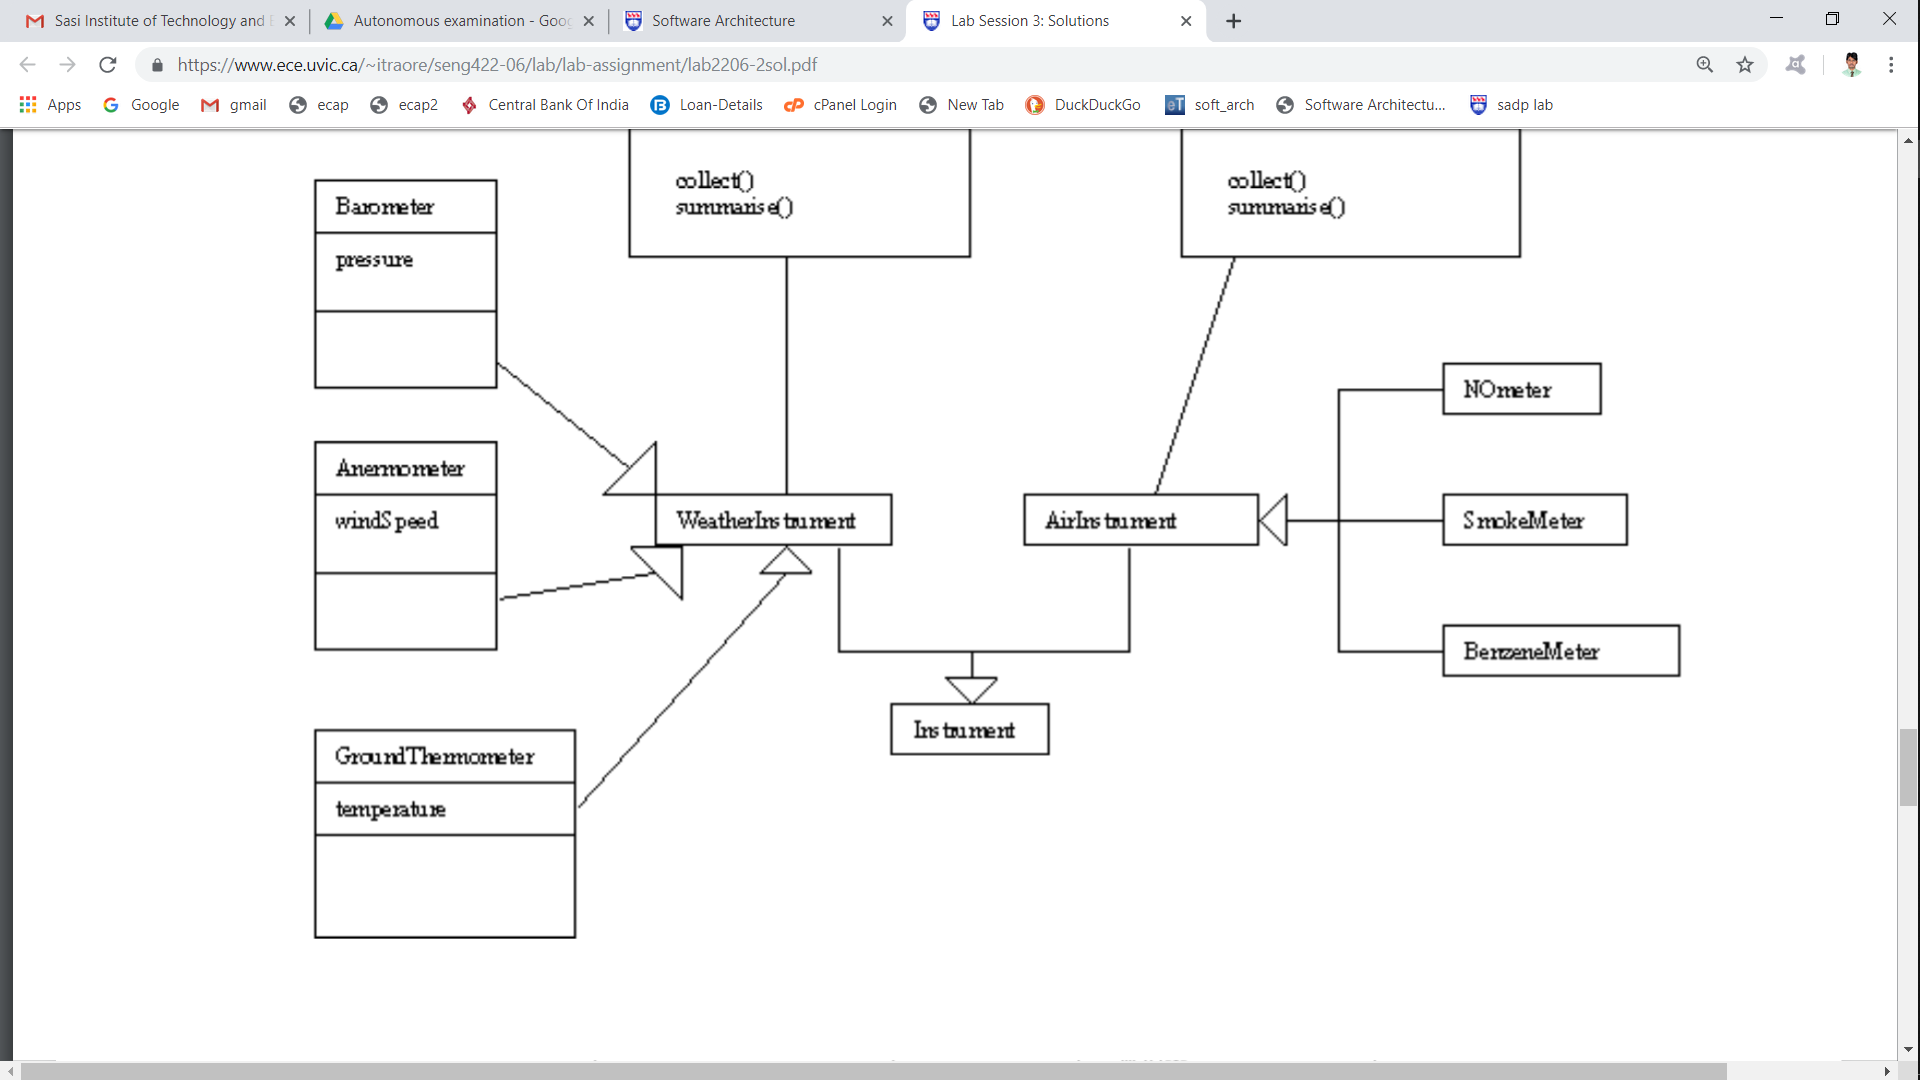 Sasi Institute of Technology and
Autonomous examination - Goo
Software Architecture
Lab Session 3: Solutions
https://www.ece.uvic.ca/~itraore/seng422-06/lab/lab-assignment/lab2206-2sol.pdf
Apps
Google
gmail
ecap
ecap2
Central Bank Of India
Loan-Details
cPanel Login
New Tab
DuckDuckGo
soft_arch
Software Architectu...
sadp lab
collect()
summarise()
collect()
summarise()
Barometer
pressure
NOmeter
Anermometer
windSpeed
WeatherInstrument
AirInstrument
SmokeMeter
BenzeneMeter
Instrument
GroundThermometer
temperature